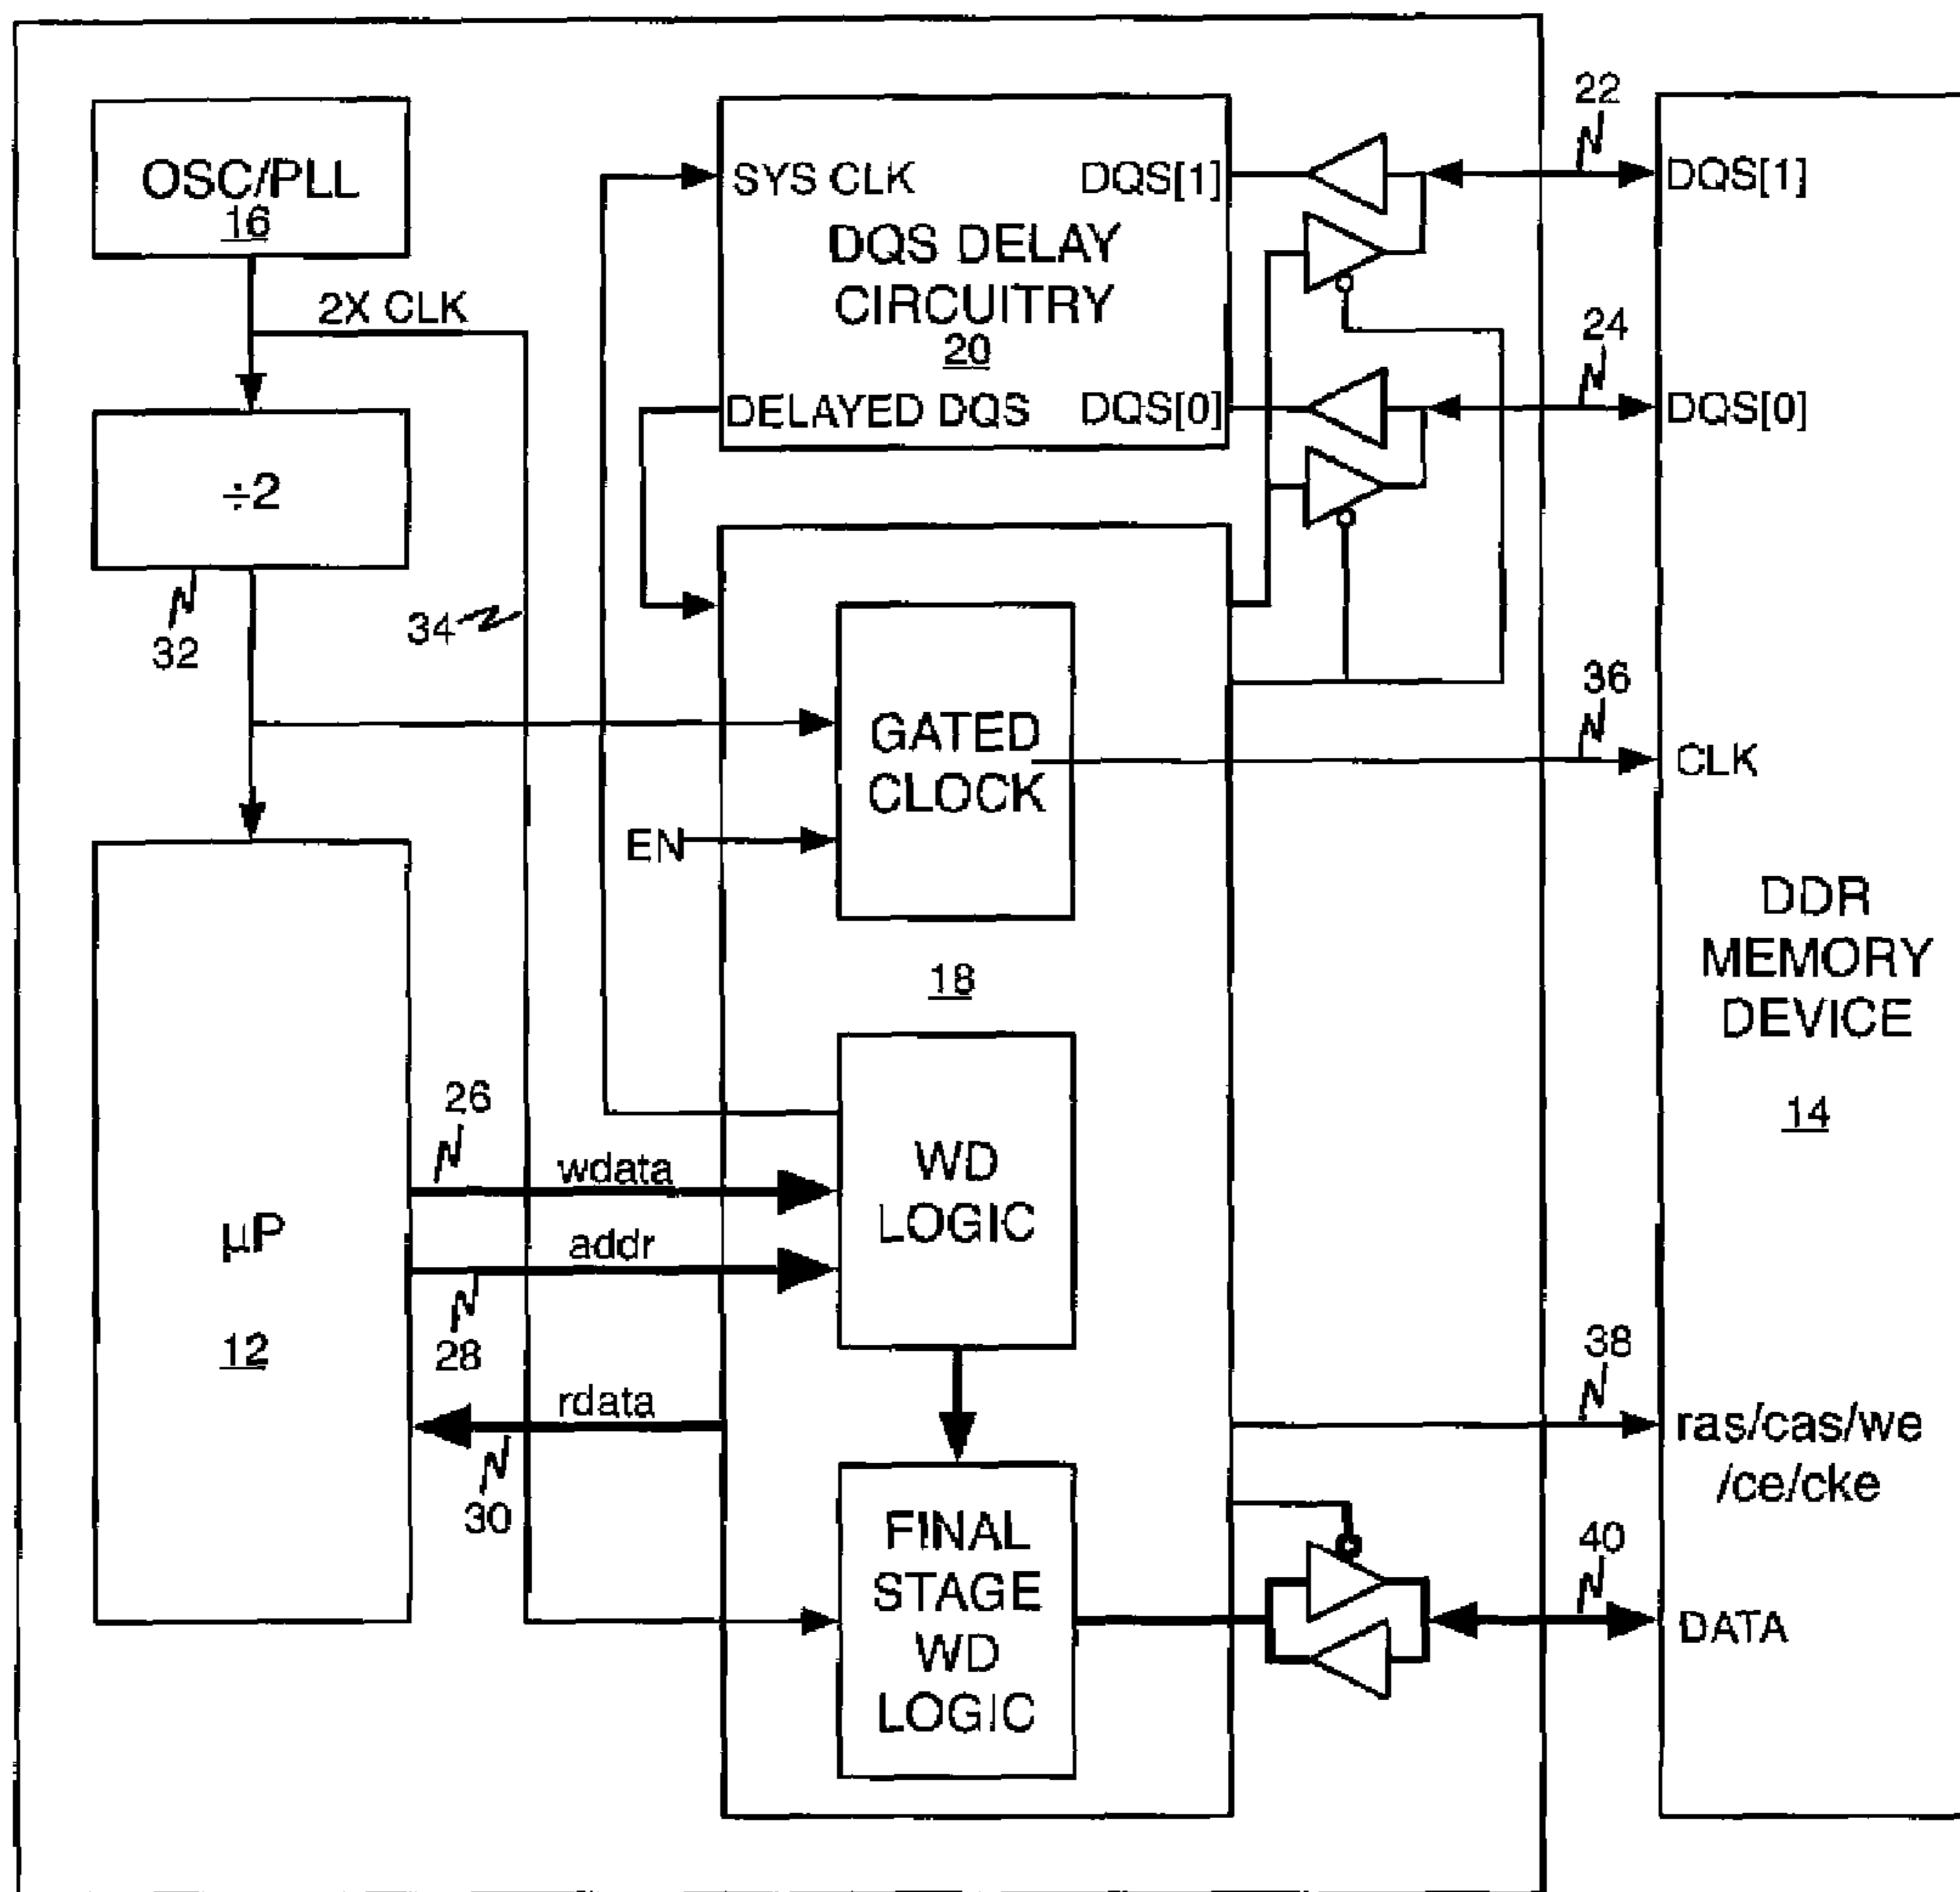 OSC/PLL
16
2X CLK
÷2
32
34
SYS CLK
DQS[1]
DQS DELAY
CIRCUITRY
20
DELAYED DQS
DQS[0]
22
DQS[1]
24
DQS[0]
GATED
CLOCK
EN
36
CLK
18
DDR
MEMORY
DEVICE
14
µP
12
26
wdata
addr
28
rdata
30
WD
LOGIC
38
ras/cas/we
/ce/cke
FINAL
STAGE
WD
LOGIC
40
DATA